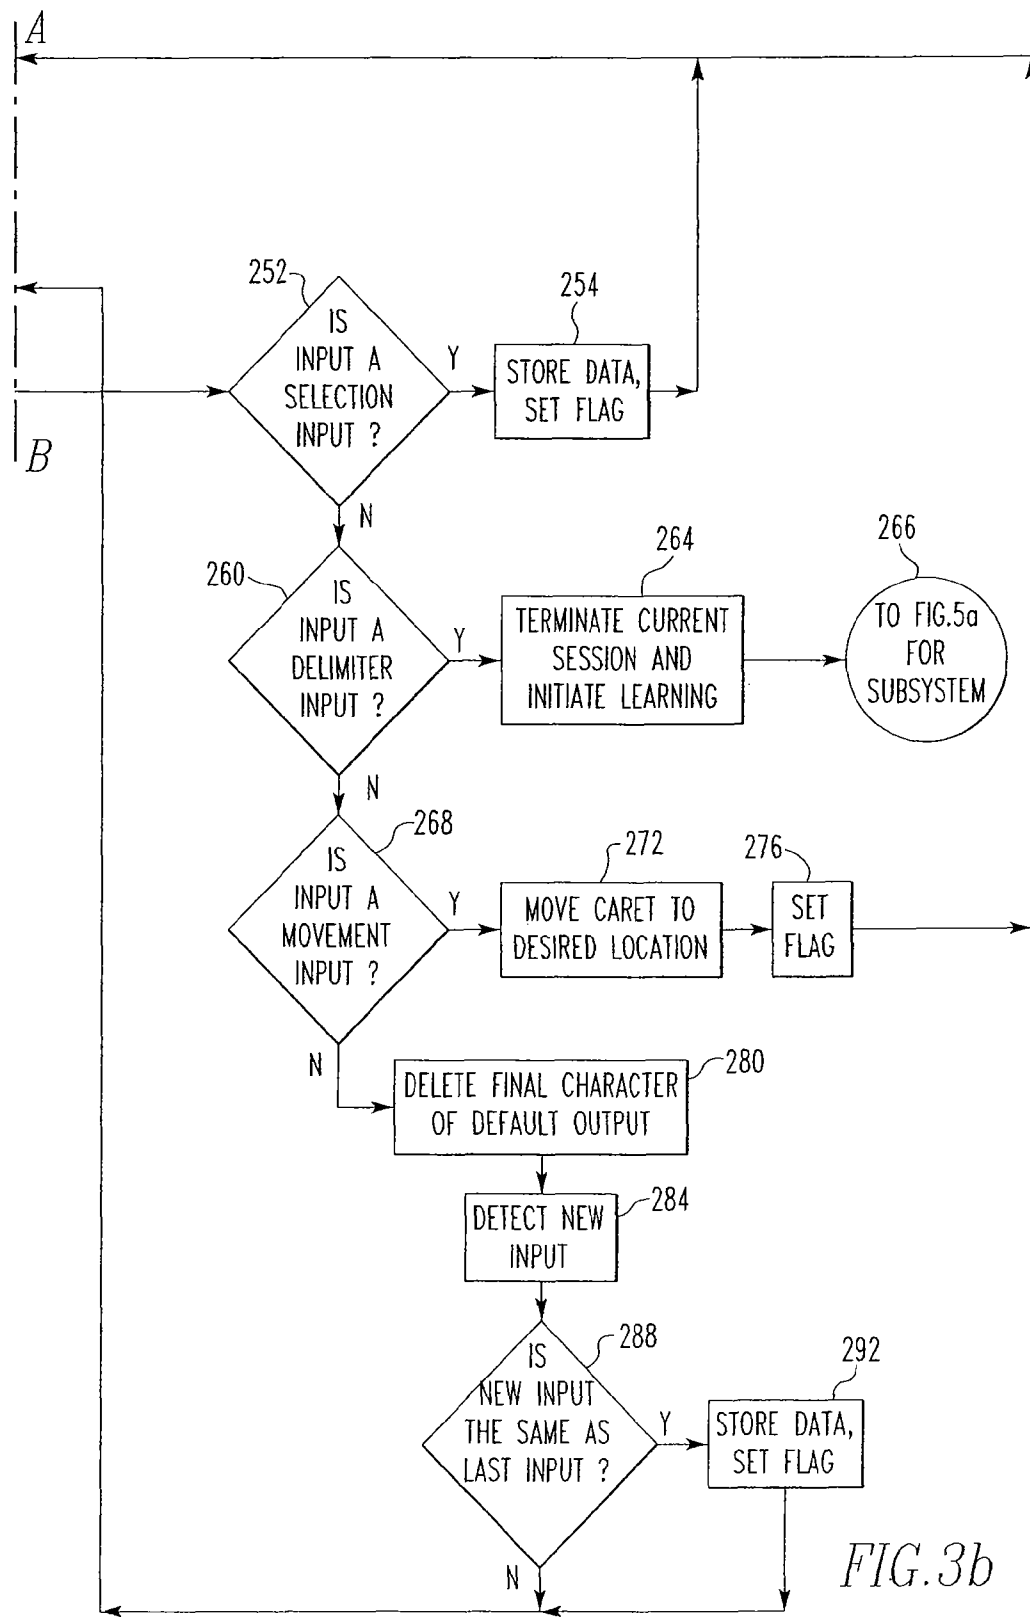 A
252
IS
INPUT A
SELECTION
INPUT ?
Y
254
STORE DATA,
SET FLAG
B
N
260
IS
INPUT A
DELIMITER
INPUT ?
Y
264
TERMINATE CURRENT
SESSION AND
INITIATE LEARNING
266
TO FIG.5a
FOR
SUBSYSTEM
N
268
IS
INPUT A
MOVEMENT
INPUT ?
Y
272
MOVE CARET TO
DESIRED LOCATION
276
SET
FLAG
N
280
DELETE FINAL CHARACTER
OF DEFAULT OUTPUT
284
DETECT NEW
INPUT
288
IS
NEW INPUT
THE SAME AS
LAST INPUT ?
Y
292
STORE DATA,
SET FLAG
N
FIG.3b